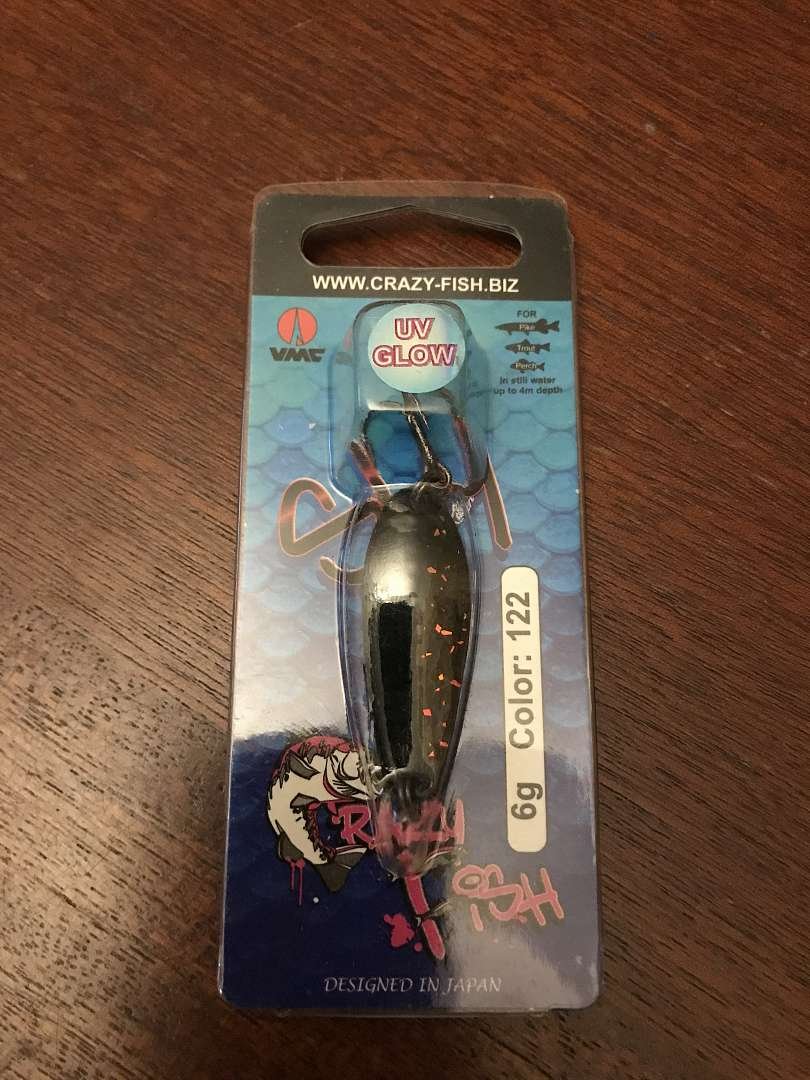 WWW.CRAZY-FISH.BIZ
VMC
UV
GLOW
FOR
Pike
Trout
Perch
in still water
up to 4m depth
6g Color: 122
CRAZY
FISH
DESIGNED IN JAPAN